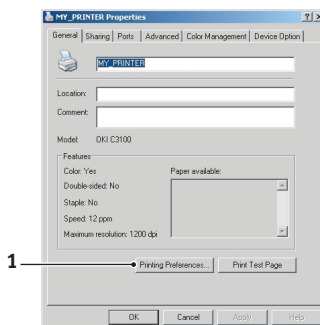 MY_PRINTER Properties
General Sharing Ports Advanced Color Management Device Option
MY_PRINTER
Location:
Comment:
Model: OKI C3100
Features
Color: Yes
Paper available:
Double-sided: No
Staple: No
Speed: 12 ppm
Maximum resolution: 1200 dpi
1
Printing Preferences... Print Test Page
OK Cancel Apply Help